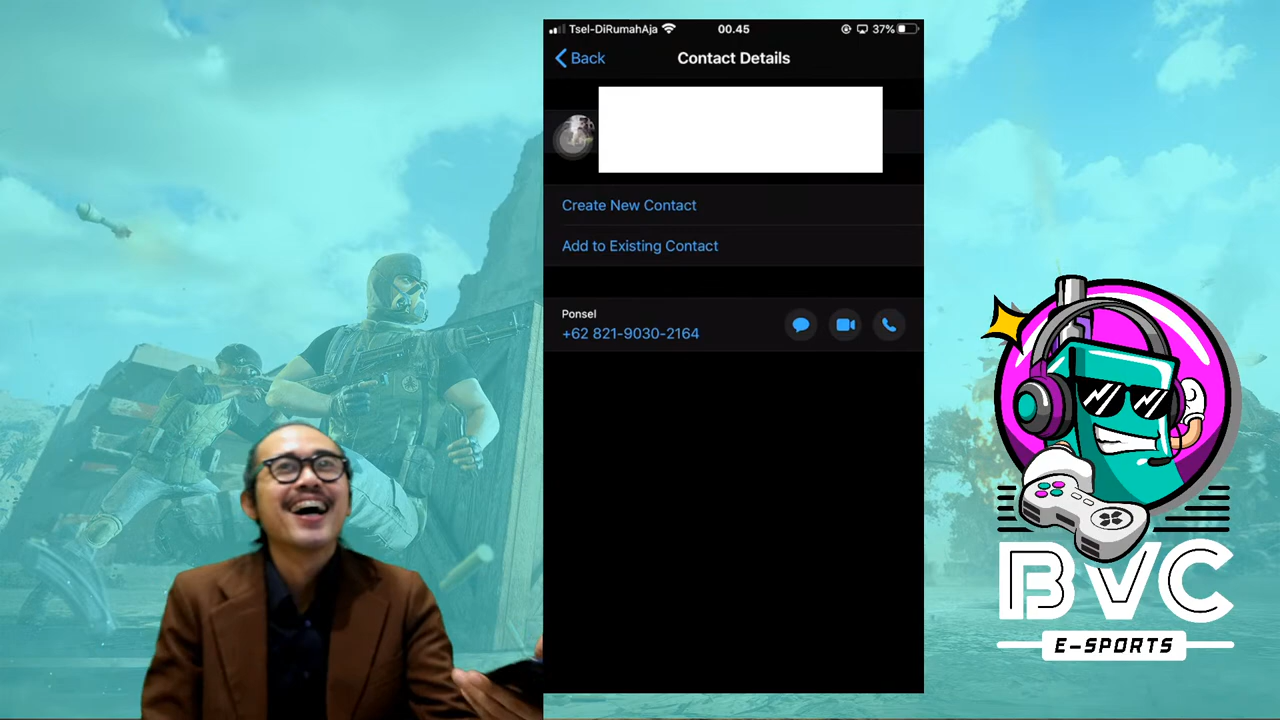 Tsel-DiRumahAja 00.45 37%
Back Contact Details
Create New Contact
Add to Existing Contact
Ponsel
+62 821-9030-2164
BVC
E-SPORTS